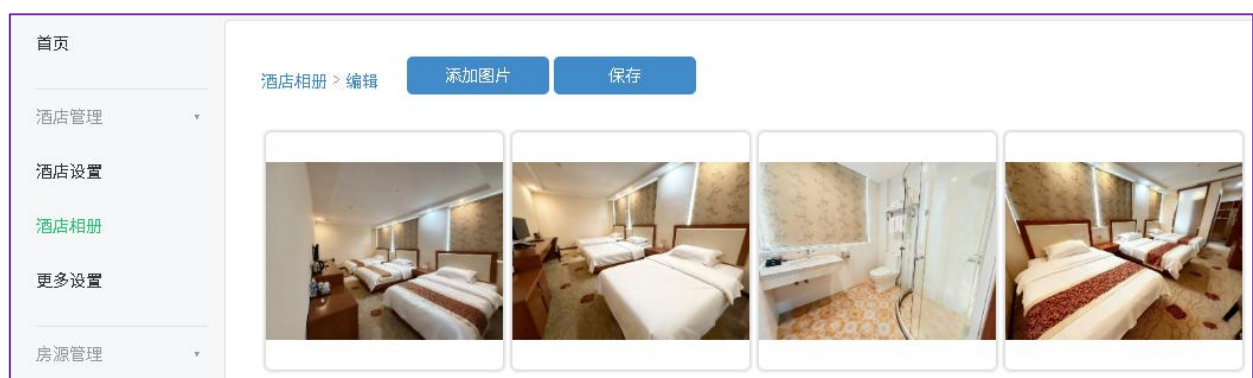 首页
酒店管理
酒店设置
酒店相册
更多设置
房源管理
酒店相册 > 编辑
添加图片
保存